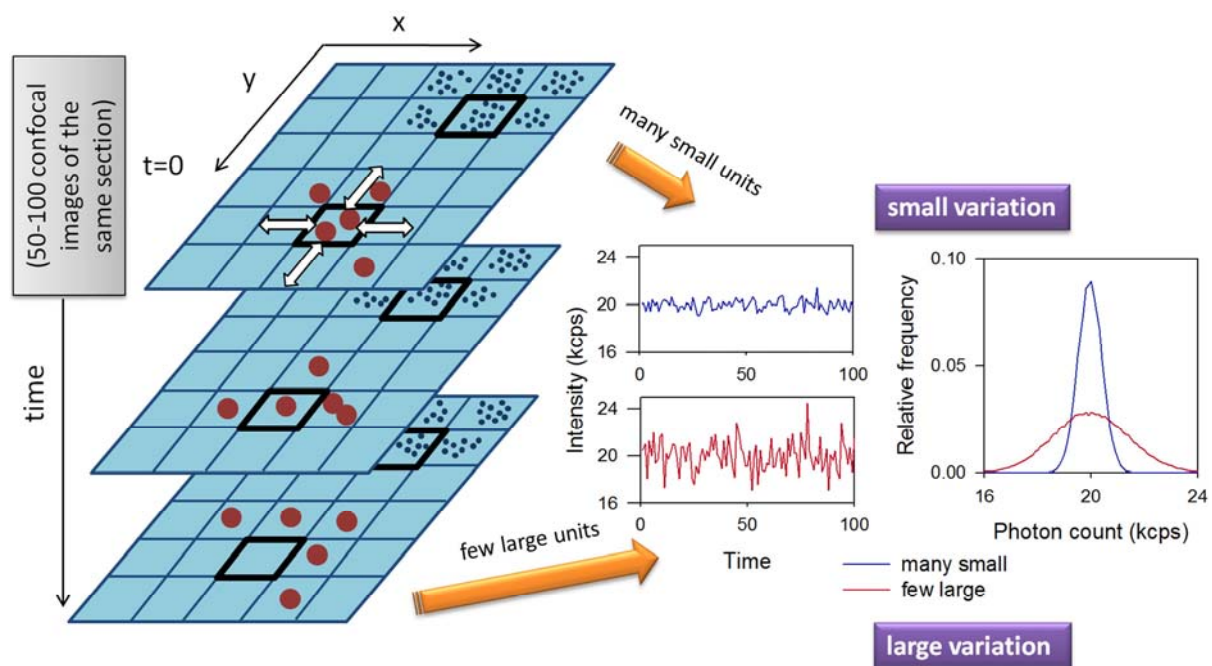 x
y
t=0
(50-100 confocal
images of the
same section)
time
many small units
few large units
small variation
Intensity (kcps)
24
20
16
0
50
100
24
20
16
0
50
100
Time
Relative frequency
0.10
0.05
0.00
16
20
24
Photon count (kcps)
many small
few large
large variation